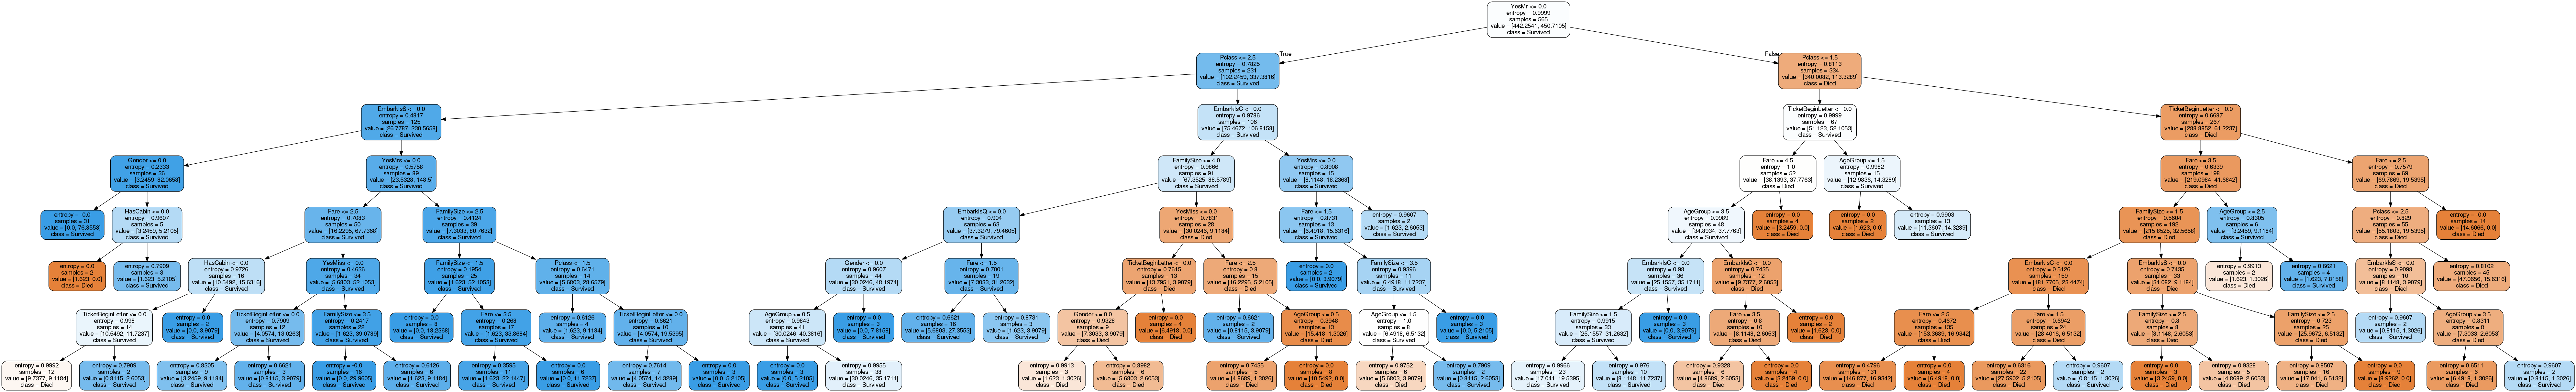 YesMr <= 0.0
entropy = 0.9999
samples = 565
value = [442.2541, 450.7105]
class = Survived
True
False
Pclass <= 2.5
entropy = 0.7825
samples = 231
value = [102.2459, 337.3816]
class = Survived
Pclass <= 1.5
entropy = 0.8113
samples = 334
value = [340.0082, 113.3289]
class = Died
EmbarkIsS <= 0.0
entropy = 0.4817
samples = 125
value = [26.7787, 230.5658]
class = Survived
EmbarkIsC <= 0.0
entropy = 0.9786
samples = 106
value = [75.4672, 106.8158]
class = Survived
TicketBeginLetter <= 0.0
entropy = 0.9999
samples = 67
value = [51.123, 52.1053]
class = Survived
TicketBeginLetter <= 0.0
entropy = 0.6687
samples = 267
value = [288.8852, 61.2237]
class = Died
Gender <= 0.0
entropy = 0.2333
samples = 36
value = [3.2459, 82.0658]
class = Survived
YesMrs <= 0.0
entropy = 0.5758
samples = 89
value = [23.5328, 148.5]
class = Survived
FamilySize <= 4.0
entropy = 0.9866
samples = 91
value = [67.3525, 88.5789]
class = Survived
YesMrs <= 0.0
entropy = 0.8908
samples = 15
value = [8.1148, 18.2368]
class = Survived
Fare <= 4.5
entropy = 1.0
samples = 52
value = [38.1393, 37.7763]
class = Died
AgeGroup <= 1.5
entropy = 0.9982
samples = 15
value = [12.9836, 14.3289]
class = Survived
Fare <= 3.5
entropy = 0.6339
samples = 198
value = [219.0984, 41.6842]
class = Died
Fare <= 2.5
entropy = 0.7579
samples = 69
value = [69.7869, 19.5395]
class = Died
entropy = -0.0
samples = 31
value = [0.0, 76.8553]
class = Survived
HasCabin <= 0.0
entropy = 0.9607
samples = 5
value = [3.2459, 5.2105]
class = Survived
Fare <= 2.5
entropy = 0.7083
samples = 50
value = [16.2295, 67.7368]
class = Survived
FamilySize <= 2.5
entropy = 0.4124
samples = 39
value = [7.3033, 80.7632]
class = Survived
EmbarkIsQ <= 0.0
entropy = 0.904
samples = 63
value = [37.3279, 79.4605]
class = Survived
YesMiss <= 0.0
entropy = 0.7831
samples = 28
value = [30.0246, 9.1184]
class = Died
Fare <= 1.5
entropy = 0.8731
samples = 13
value = [6.4918, 15.6316]
class = Survived
entropy = 0.9607
samples = 2
value = [1.623, 2.6053]
class = Survived
AgeGroup <= 3.5
entropy = 0.9989
samples = 48
value = [34.8934, 37.7763]
class = Survived
entropy = 0.0
samples = 4
value = [3.2459, 0.0]
class = Died
entropy = 0.0
samples = 2
value = [1.623, 0.0]
class = Died
entropy = 0.9903
samples = 13
value = [11.3607, 14.3289]
class = Survived
FamilySize <= 1.5
entropy = 0.5604
samples = 192
value = [215.8525, 32.5658]
class = Died
AgeGroup <= 2.5
entropy = 0.8305
samples = 6
value = [3.2459, 9.1184]
class = Survived
Pclass <= 2.5
entropy = 0.829
samples = 55
value = [55.1803, 19.5395]
class = Died
entropy = -0.0
samples = 14
value = [14.6066, 0.0]
class = Died
entropy = 0.0
samples = 2
value = [1.623, 0.0]
class = Died
entropy = 0.7909
samples = 3
value = [1.623, 5.2105]
class = Survived
HasCabin <= 0.0
entropy = 0.9726
samples = 16
value = [10.5492, 15.6316]
class = Survived
YesMiss <= 0.0
entropy = 0.4636
samples = 34
value = [5.6803, 52.1053]
class = Survived
FamilySize <= 1.5
entropy = 0.1954
samples = 25
value = [1.623, 52.1053]
class = Survived
Pclass <= 1.5
entropy = 0.6471
samples = 14
value = [5.6803, 28.6579]
class = Survived
Gender <= 0.0
entropy = 0.9607
samples = 44
value = [30.0246, 48.1974]
class = Survived
Fare <= 1.5
entropy = 0.7001
samples = 19
value = [7.3033, 31.2632]
class = Survived
TicketBeginLetter <= 0.0
entropy = 0.7615
samples = 13
value = [13.7951, 3.9079]
class = Died
Fare <= 2.5
entropy = 0.8
samples = 15
value = [16.2295, 5.2105]
class = Died
entropy = 0.0
samples = 2
value = [0.0, 3.9079]
class = Survived
FamilySize <= 3.5
entropy = 0.9396
samples = 11
value = [6.4918, 11.7237]
class = Survived
EmbarkIsC <= 0.0
entropy = 0.98
samples = 36
value = [25.1557, 35.1711]
class = Survived
EmbarkIsC <= 0.0
entropy = 0.7435
samples = 12
value = [9.7377, 2.6053]
class = Died
EmbarkIsC <= 0.0
entropy = 0.5126
samples = 159
value = [181.7705, 23.4474]
class = Died
EmbarkIsS <= 0.0
entropy = 0.7435
samples = 33
value = [34.082, 9.1184]
class = Died
entropy = 0.9913
samples = 2
value = [1.623, 1.3026]
class = Died
entropy = 0.6621
samples = 4
value = [1.623, 7.8158]
class = Survived
EmbarkIsS <= 0.0
entropy = 0.9098
samples = 10
value = [8.1148, 3.9079]
class = Died
entropy = 0.8102
samples = 45
value = [47.0656, 15.6316]
class = Died
TicketBeginLetter <= 0.0
entropy = 0.998
samples = 14
value = [10.5492, 11.7237]
class = Survived
entropy = 0.0
samples = 2
value = [0.0, 3.9079]
class = Survived
TicketBeginLetter <= 0.0
entropy = 0.7909
samples = 12
value = [4.0574, 13.0263]
class = Survived
FamilySize <= 3.5
entropy = 0.2417
samples = 22
value = [1.623, 39.0789]
class = Survived
entropy = 0.0
samples = 8
value = [0.0, 18.2368]
class = Survived
Fare <= 3.5
entropy = 0.268
samples = 17
value = [1.623, 33.8684]
class = Survived
entropy = 0.6126
samples = 4
value = [1.623, 9.1184]
class = Survived
TicketBeginLetter <= 0.0
entropy = 0.6621
samples = 10
value = [4.0574, 19.5395]
class = Survived
AgeGroup <= 0.5
entropy = 0.9843
samples = 41
value = [30.0246, 40.3816]
class = Survived
entropy = 0.0
samples = 3
value = [0.0, 7.8158]
class = Survived
entropy = 0.6621
samples = 16
value = [5.6803, 27.3553]
class = Survived
entropy = 0.8731
samples = 3
value = [1.623, 3.9079]
class = Survived
Gender <= 0.0
entropy = 0.9328
samples = 9
value = [7.3033, 3.9079]
class = Died
entropy = 0.0
samples = 4
value = [6.4918, 0.0]
class = Died
entropy = 0.6621
samples = 2
value = [0.8115, 3.9079]
class = Survived
AgeGroup <= 0.5
entropy = 0.3948
samples = 13
value = [15.418, 1.3026]
class = Died
AgeGroup <= 1.5
entropy = 1.0
samples = 8
value = [6.4918, 6.5132]
class = Survived
entropy = 0.0
samples = 3
value = [0.0, 5.2105]
class = Survived
FamilySize <= 1.5
entropy = 0.9915
samples = 33
value = [25.1557, 31.2632]
class = Survived
entropy = 0.0
samples = 3
value = [0.0, 3.9079]
class = Survived
Fare <= 3.5
entropy = 0.8
samples = 10
value = [8.1148, 2.6053]
class = Died
entropy = 0.0
samples = 2
value = [1.623, 0.0]
class = Died
Fare <= 2.5
entropy = 0.4672
samples = 135
value = [153.3689, 16.9342]
class = Died
Fare <= 1.5
entropy = 0.6942
samples = 24
value = [28.4016, 6.5132]
class = Died
FamilySize <= 2.5
entropy = 0.8
samples = 8
value = [8.1148, 2.6053]
class = Died
FamilySize <= 2.5
entropy = 0.723
samples = 25
value = [25.9672, 6.5132]
class = Died
entropy = 0.9607
samples = 2
value = [0.8115, 1.3026]
class = Survived
AgeGroup <= 3.5
entropy = 0.8311
samples = 8
value = [7.3033, 2.6053]
class = Died
entropy = 0.9992
samples = 12
value = [9.7377, 9.1184]
class = Died
entropy = 0.7909
samples = 2
value = [0.8115, 2.6053]
class = Survived
entropy = 0.8305
samples = 9
value = [3.2459, 9.1184]
class = Survived
entropy = 0.6621
samples = 3
value = [0.8115, 3.9079]
class = Survived
entropy = -0.0
samples = 16
value = [0.0, 29.9605]
class = Survived
entropy = 0.6126
samples = 6
value = [1.623, 9.1184]
class = Survived
entropy = 0.3595
samples = 11
value = [1.623, 22.1447]
class = Survived
entropy = 0.0
samples = 6
value = [0.0, 11.7237]
class = Survived
entropy = 0.7614
samples = 7
value = [4.0574, 14.3289]
class = Survived
entropy = 0.0
samples = 3
value = [0.0, 5.2105]
class = Survived
entropy = 0.0
samples = 3
value = [0.0, 5.2105]
class = Survived
entropy = 0.9955
samples = 38
value = [30.0246, 35.1711]
class = Survived
entropy = 0.9913
samples = 2
value = [1.623, 1.3026]
class = Died
entropy = 0.8982
samples = 7
value = [5.6803, 2.6053]
class = Died
entropy = 0.7435
samples = 5
value = [4.8689, 1.3026]
class = Died
entropy = 0.0
samples = 8
value = [10.5492, 0.0]
class = Died
entropy = 0.9752
samples = 6
value = [5.6803, 3.9079]
class = Died
entropy = 0.7909
samples = 2
value = [0.8115, 2.6053]
class = Survived
entropy = 0.9966
samples = 23
value = [17.041, 19.5395]
class = Survived
entropy = 0.976
samples = 10
value = [8.1148, 11.7237]
class = Survived
entropy = 0.9328
samples = 6
value = [4.8689, 2.6053]
class = Died
entropy = 0.0
samples = 4
value = [3.2459, 0.0]
class = Died
entropy = 0.4796
samples = 131
value = [146.877, 16.9342]
class = Died
entropy = 0.0
samples = 4
value = [6.4918, 0.0]
class = Died
entropy = 0.6316
samples = 22
value = [27.5902, 5.2105]
class = Died
entropy = 0.9607
samples = 2
value = [0.8115, 1.3026]
class = Survived
entropy = -0.0
samples = 3
value = [3.2459, 0.0]
class = Died
entropy = 0.9328
samples = 5
value = [4.8689, 2.6053]
class = Died
entropy = 0.8507
samples = 16
value = [17.041, 6.5132]
class = Died
entropy = 0.0
samples = 9
value = [8.9262, 0.0]
class = Died
entropy = 0.6511
samples = 6
value = [6.4918, 1.3026]
class = Died
entropy = 0.9607
samples = 2
value = [0.8115, 1.3026]
class = Survived